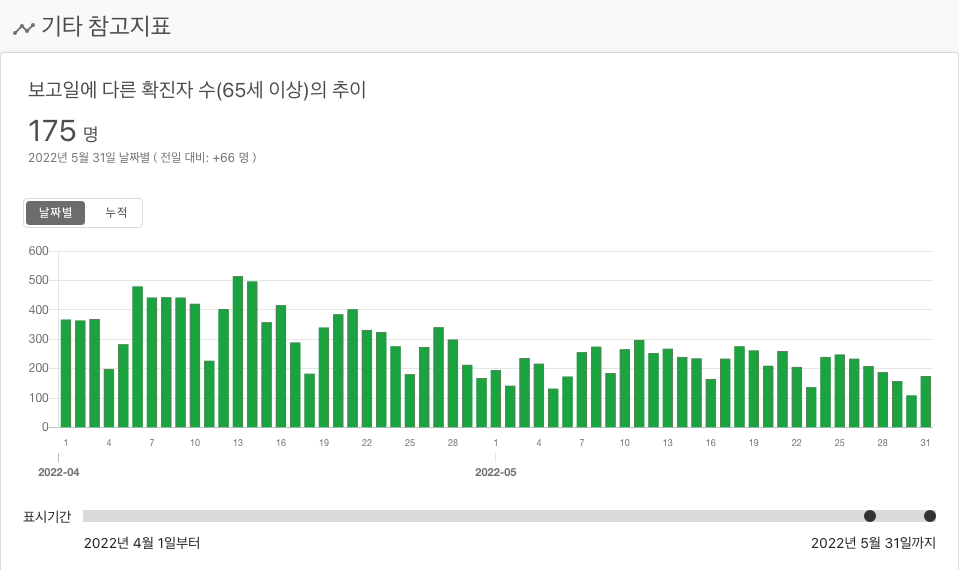 기타 참고지표
보고일에 다른 확진자 수(65세 이상)의 추이
175 명
2022년 5월 31일 날짜별 ( 전일 대비: +66 명 )
날짜별 누적
600
500
400
300
200
100
0
1 4 7 10 13 16 19 22 25 28 1 4 7 10 13 16 19 22 25 28 31
2022-04 2022-05
표시기간
2022년 4월 1일부터 2022년 5월 31일까지